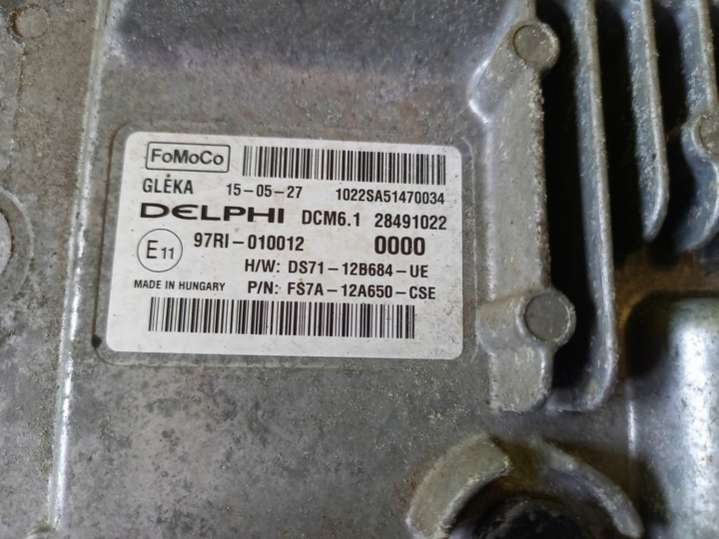 FoMoCo
GLĖKA 15-05-27 1022SA51470034
DELPHI DCM6.1 28491022
E11 97RI-010012 0000
H/W: DS71-12B684-UE
MADE IN HUNGARY P/N: FS7A-12A650-CSE